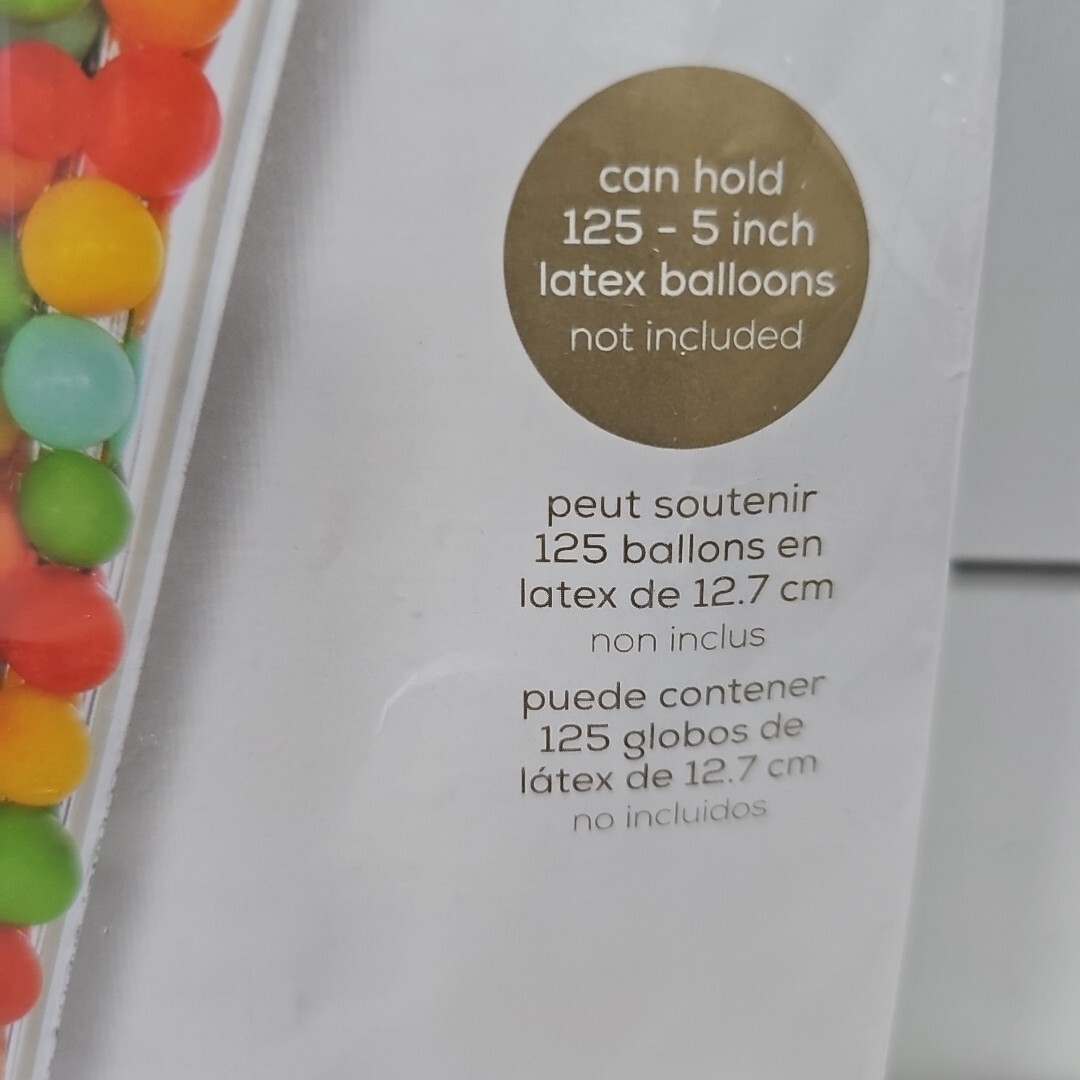 can hold
125 - 5 inch
latex balloons
not included
peut soutenir
125 ballons en
latex de 12.7 cm
non inclus
puede contener
125 globos de
látex de 12.7 cm
no incluidos